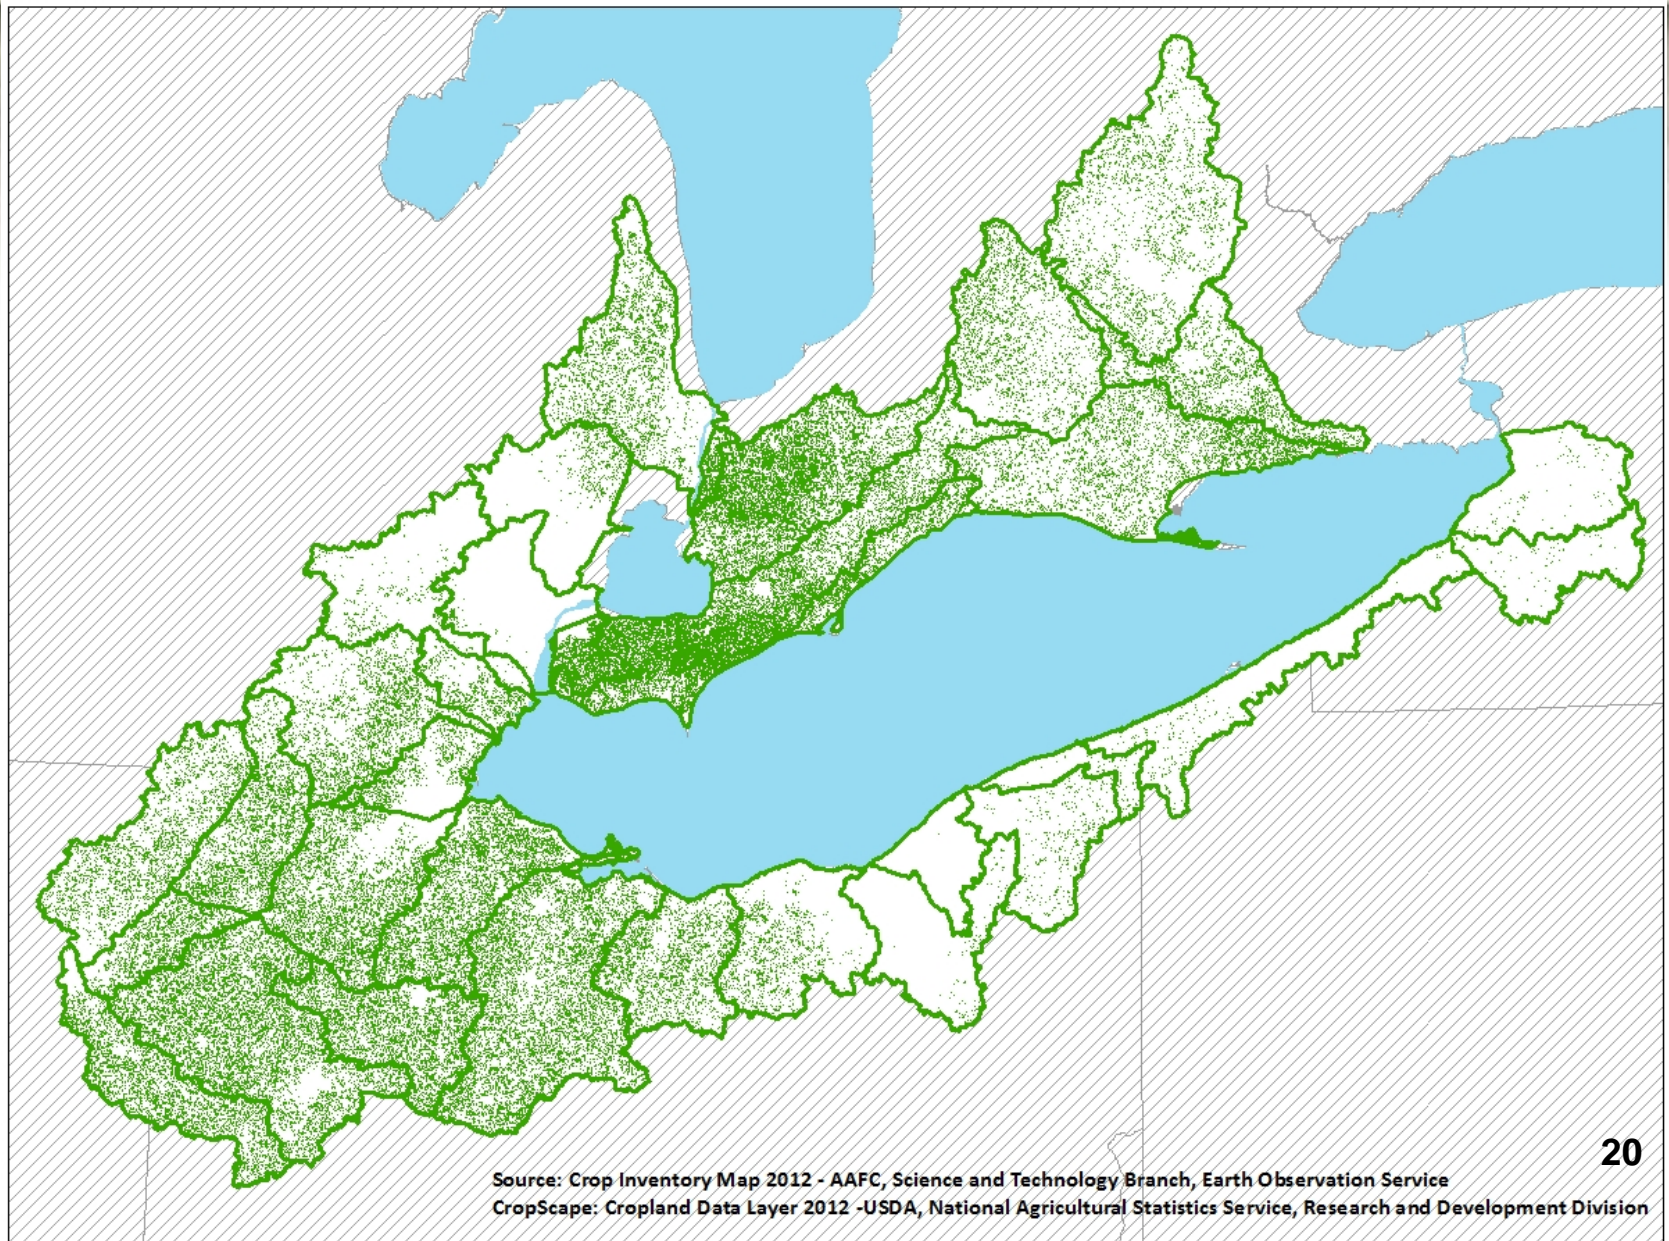 20
Source: Crop Inventory Map 2012 - AAFC, Science and Technology Branch, Earth Observation Service
CropScape: Cropland Data Layer 2012 -USDA, National Agricultural Statistics Service, Research and Development Division